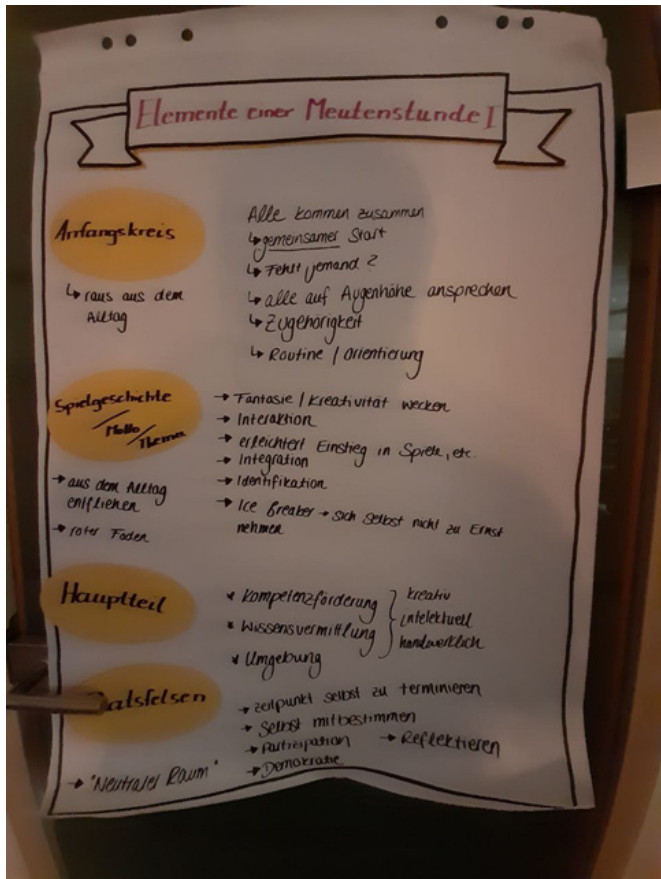 Elemente einer Meutenstunde I
Anfangskreis
↳ raus aus dem
Alltag
Alle kommen zusammen
↳ gemeinsamer Start
↳ Fehlt jemand?
↳ alle auf Augenhöhe ansprechen
↳ Zugehörigkeit
↳ Routine / Orientierung
Spielgeschichte
/ Motto
/ Thema
→ aus dem Alltag
entfliehen
→ roter Faden
→ Fantasie / Kreativität wecken
→ Interaktion
→ erleichtert Einstieg in Spiele, etc.
→ Integration
→ Identifikation
→ Ice Breaker → sich selbst nicht zu Ernst
nehmen
Hauptteil
* Kompetenzförderung
* Wissensvermittlung
* Umgebung
kreativ
intelektuell
handwerklich
atsfelsen
→ "Neutraler Raum"
→ Zeitpunkt selbst zu terminieren
→ Selbst mitbestimmen
→ Partizipation → Reflektieren
→ Demokratie